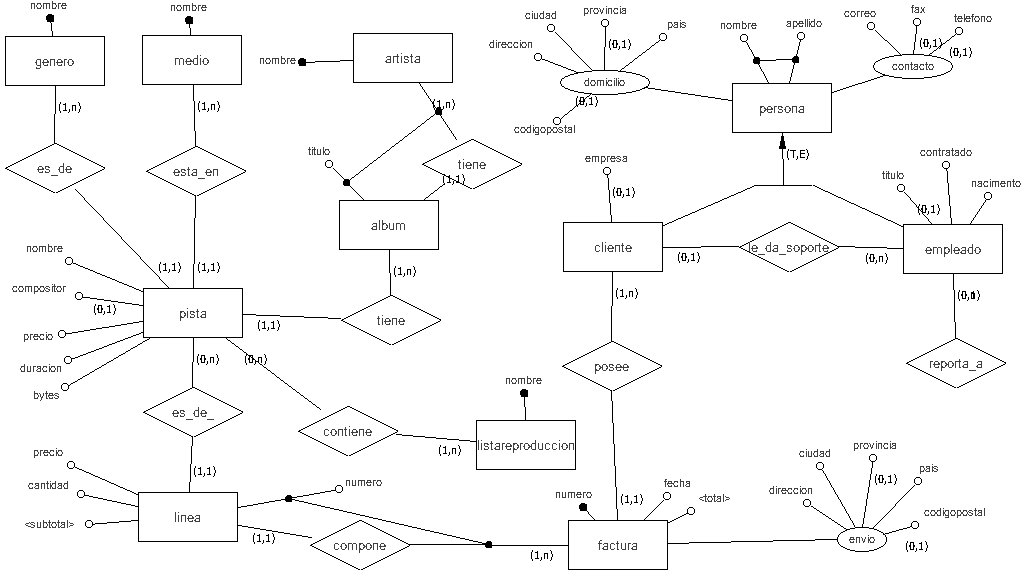 nombre
nombre
genero
medio
nombre
artista
(1,n)
(1,n)
(1,n)
es_de
esta_en
titulo
tiene
(1,1)
album
(1,n)
(1,1)
(1,1)
nombre
compositor
(0,1)
precio
duracion
bytes
pista
(1,1)
tiene
(0,n)
(0,n)
es_de_
contiene
(1,n)
nombre
listareproduccion
(1,1)
precio
cantidad
<subtotal>
linea
numero
(1,1)
compone
(1,n)
ciudad
provincia
pais
direccion
(0,1)
domicilio
(0,1)
codigopostal
nombre
apellido
persona
correo
fax
telefono
(0,1)
(0,1)
contacto
(T,E)
empresa
(0,1)
cliente
(0,1)
le_da_soporte
(0,n)
contratado
titulo
nacimiento
(0,1)
empleado
reporta_a
(1,n)
posee
(1,1)
numero
fecha
<total>
factura
ciudad
provincia
pais
(0,1)
direccion
codigopostal
envio
(0,1)